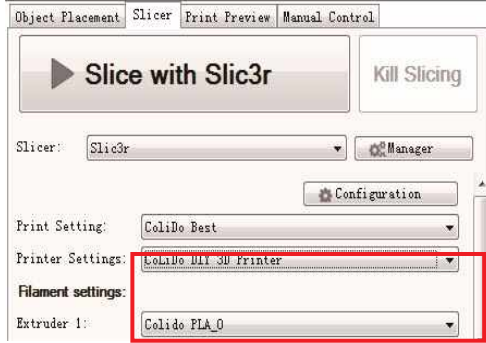 Object Placement Slicer Print Preview Manual Control
Slice with Slic3r Kill Slicing
Slicer: Slic3r Manager
Configuration
Print Setting: CoLiDo Best
Printer Settings: CoLiDo DIY 3D Printer
Filament settings:
Extruder 1: Colido PLA_0